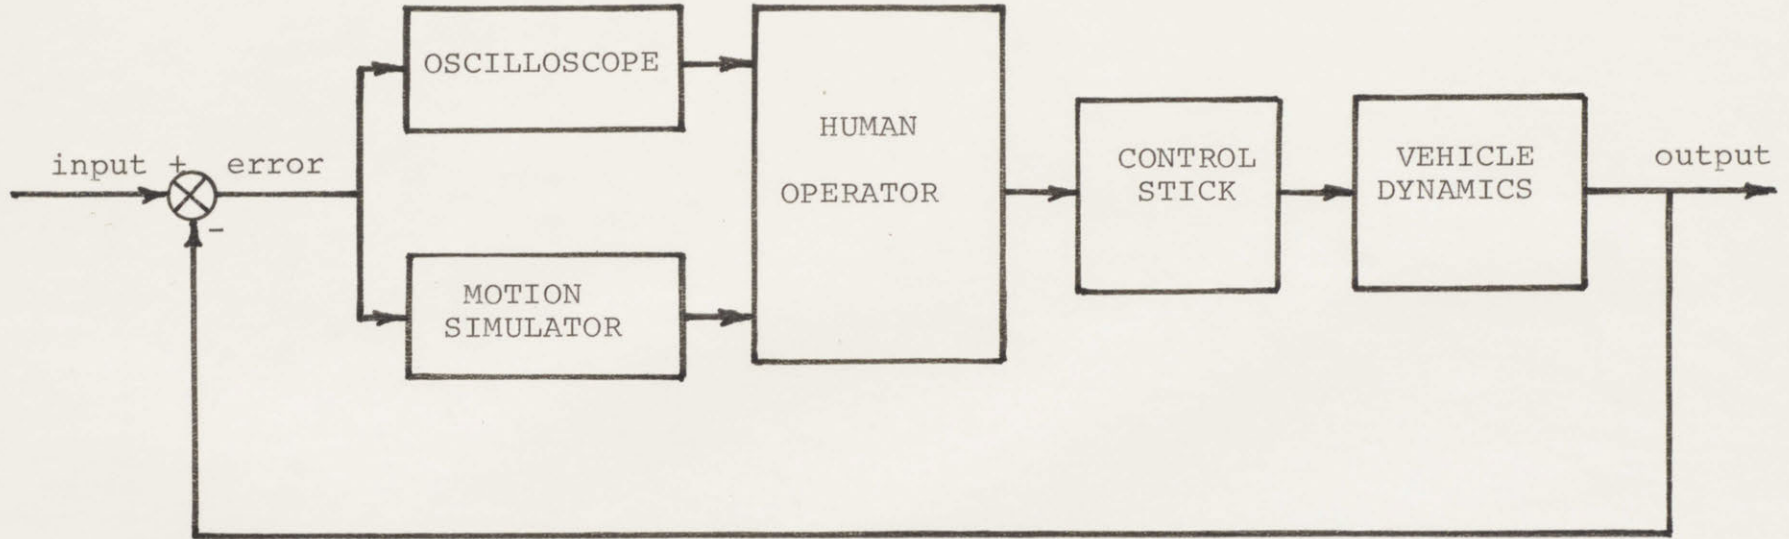 OSCILLOSCOPE
HUMAN
OPERATOR
input + error
-
CONTROL
STICK
VEHICLE
DYNAMICS
output
MOTION
SIMULATOR